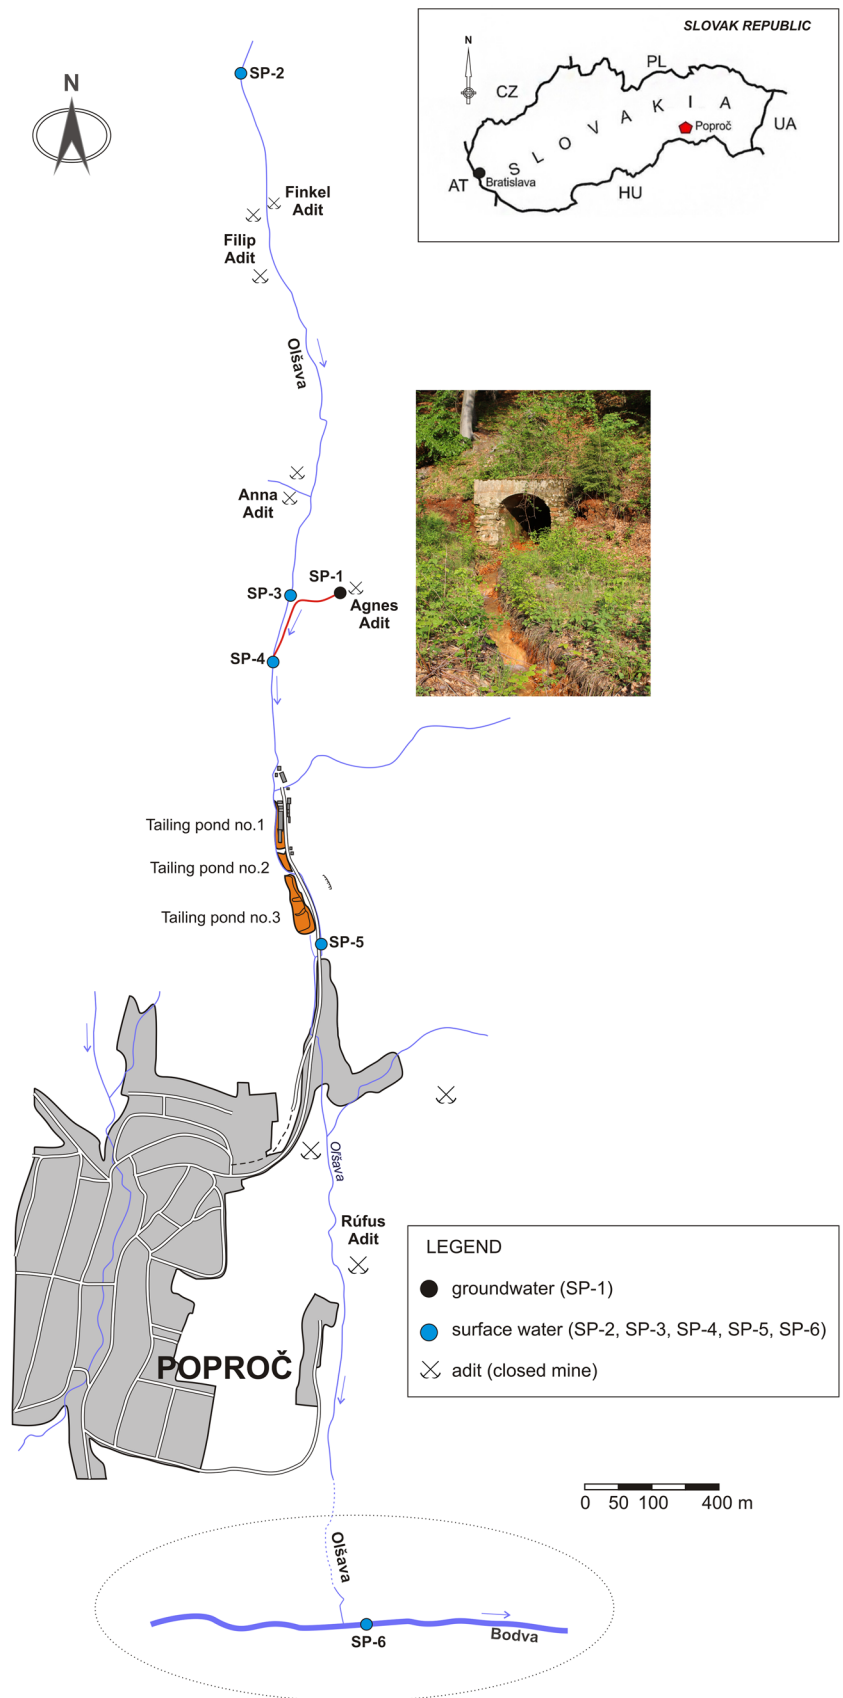 SLOVAK REPUBLIC
N
PL
CZ
SLOVAKIA
Poproč
UA
AT
Bratislava
HU
N
SP-2
Finkel
Adit
Filip
Adit
Olšava
Anna
Adit
SP-3
SP-1
Agnes
Adit
SP-4
Tailing pond no.1
Tailing pond no.2
Tailing pond no.3
SP-5
Oľšava
Rúfus
Adit
LEGEND
groundwater (SP-1)
surface water (SP-2, SP-3, SP-4, SP-5, SP-6)
adit (closed mine)
POPROČ
0 50 100 400 m
Olšava
Bodva
SP-6